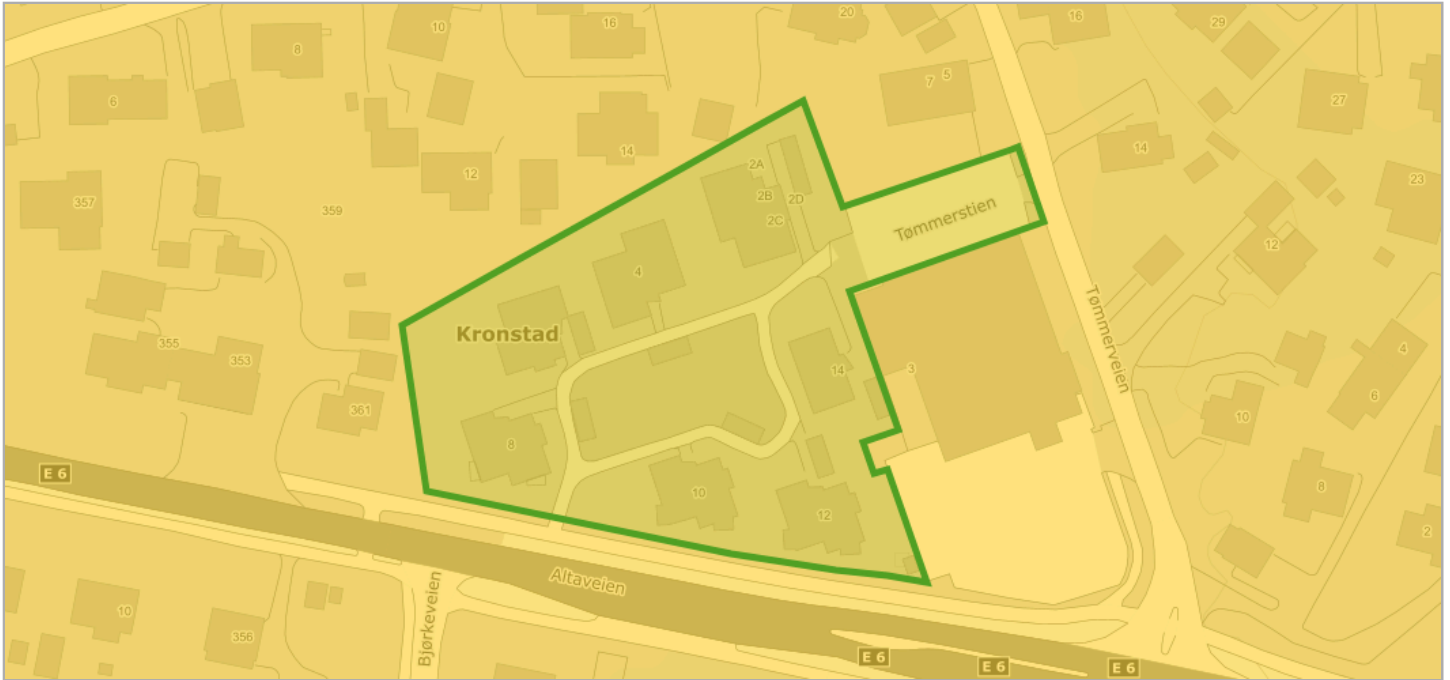 10
16
20
16
29
8
7
5
6
27
14
14
2A
12
23
357
2B
2D
359
2C
Tømmerstien
12
4
Kronstad
Tømmerveien
355
353
4
14
3
6
361
10
8
E 6
8
10
12
2
Altaveien
10
Bjørkeveien
356
E 6
E 6
E 6